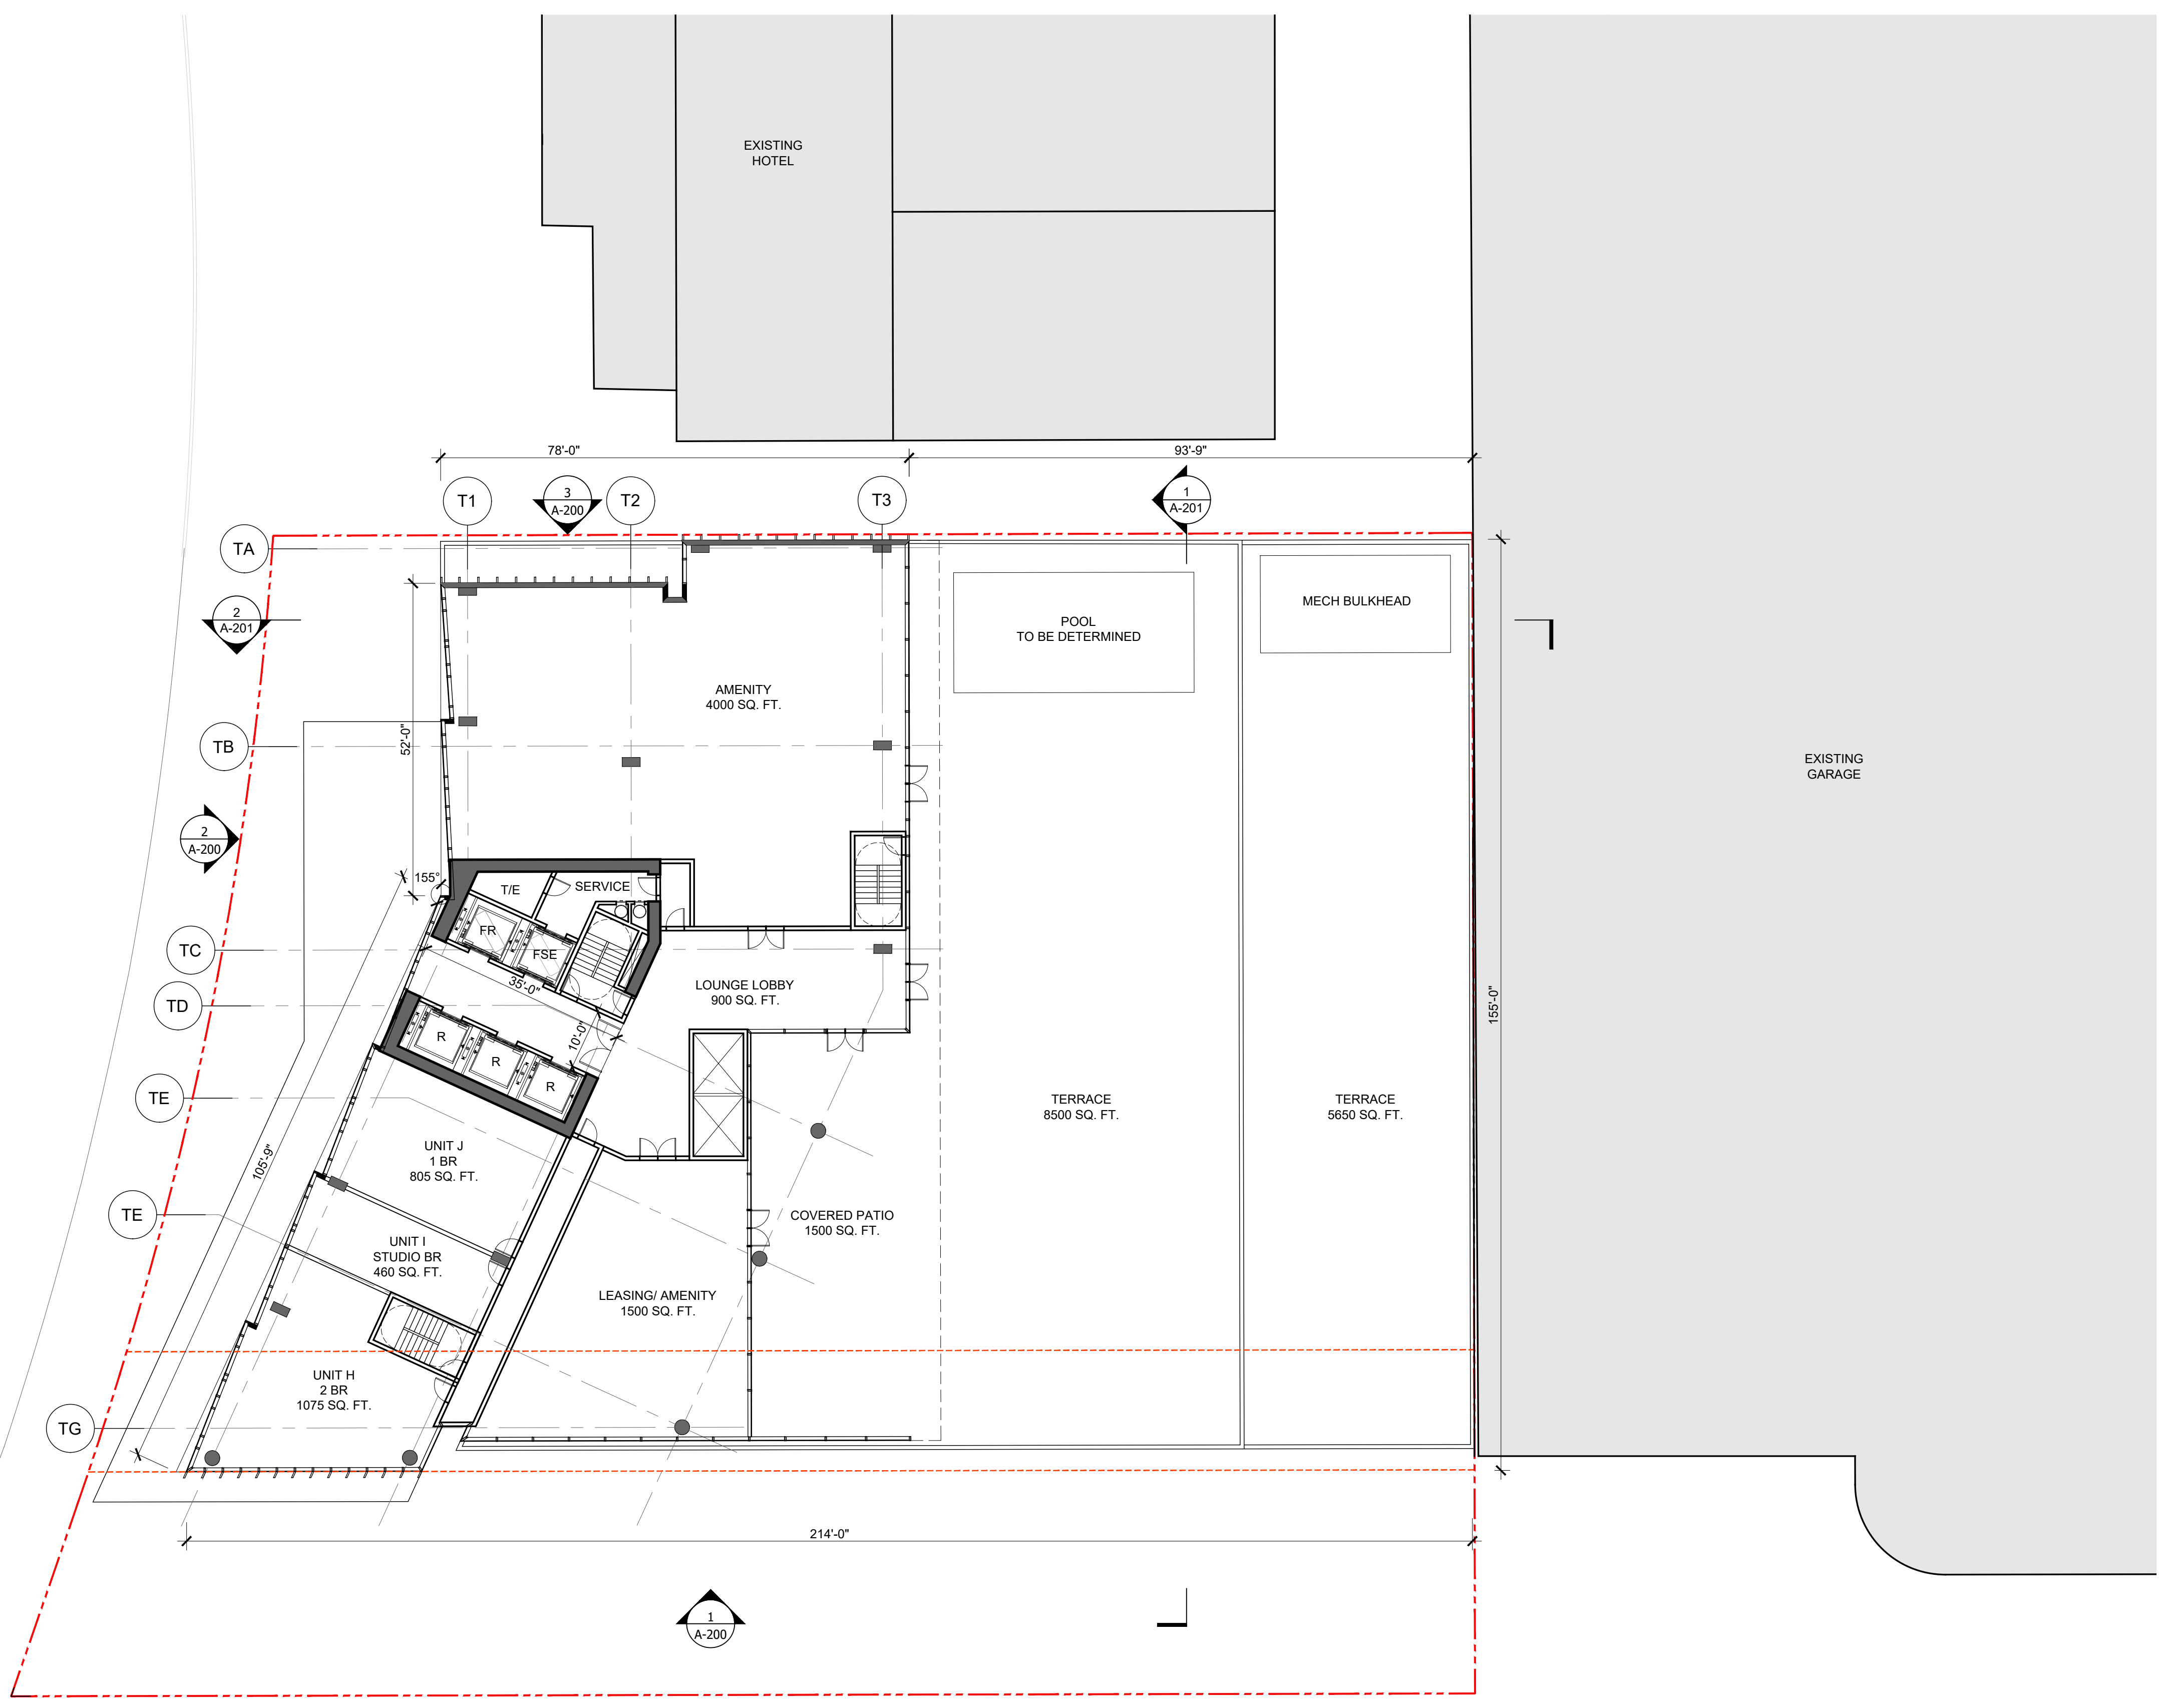 EXISTING
HOTEL
78'-0"
93'-9"
T1
3
A-200
T2
T3
1
A-201
TA
2
A-201
MECH BULKHEAD
POOL
TO BE DETERMINED
AMENITY
4000 SQ. FT.
TB
52'-0"
EXISTING
GARAGE
2
A-200
155°
T/E
SERVICE
FR
FSE
TC
35'-0"
LOUNGE LOBBY
900 SQ. FT.
TD
10'-0"
155'-0"
R
R
R
TE
TERRACE
8500 SQ. FT.
TERRACE
5650 SQ. FT.
UNIT J
1 BR
805 SQ. FT.
105'-9"
TE
COVERED PATIO
1500 SQ. FT.
UNIT I
STUDIO BR
460 SQ. FT.
LEASING/ AMENITY
1500 SQ. FT.
UNIT H
2 BR
1075 SQ. FT.
TG
214'-0"
1
A-200